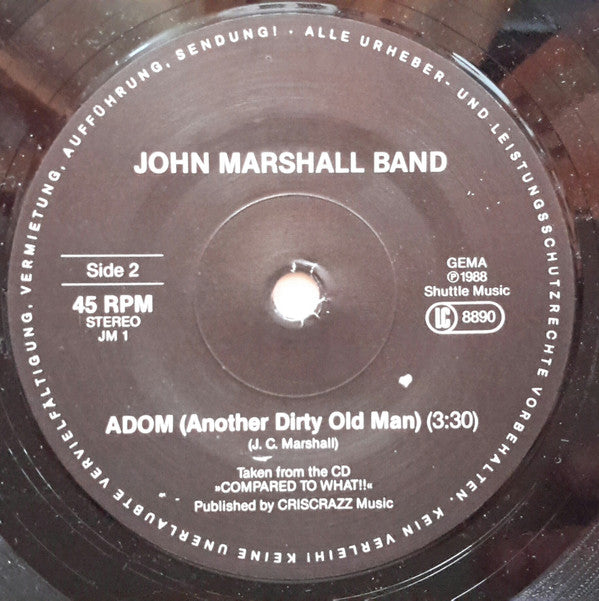 ALLE URHEBER- UND LEISTUNGSSCHUTZRECHTE VORBEHALTEN. KEIN VERLEIH! KEINE UNERLAUBTE VERVIELFÄLTIGUNG, VERMIETUNG, AUFFÜHRUNG, SENDUNG! ·
JOHN MARSHALL BAND
Side 2
45 RPM
STEREO
JM 1
GEMA
℗1988
Shuttle Music
LC 8890
ADOM (Another Dirty Old Man) (3:30)
(J. C. Marshall)
Taken from the CD
»COMPARED TO WHAT!!«
Published by CRISCRAZZ Music